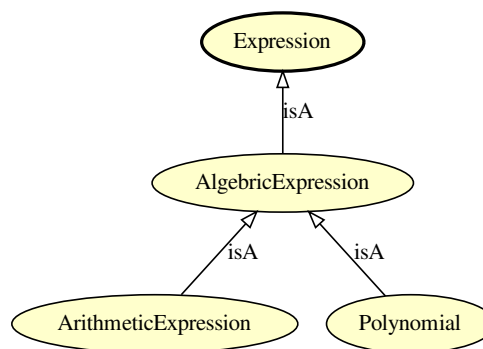 Expression
isA
AlgebricExpression
isA
isA
ArithmeticExpression
Polynomial